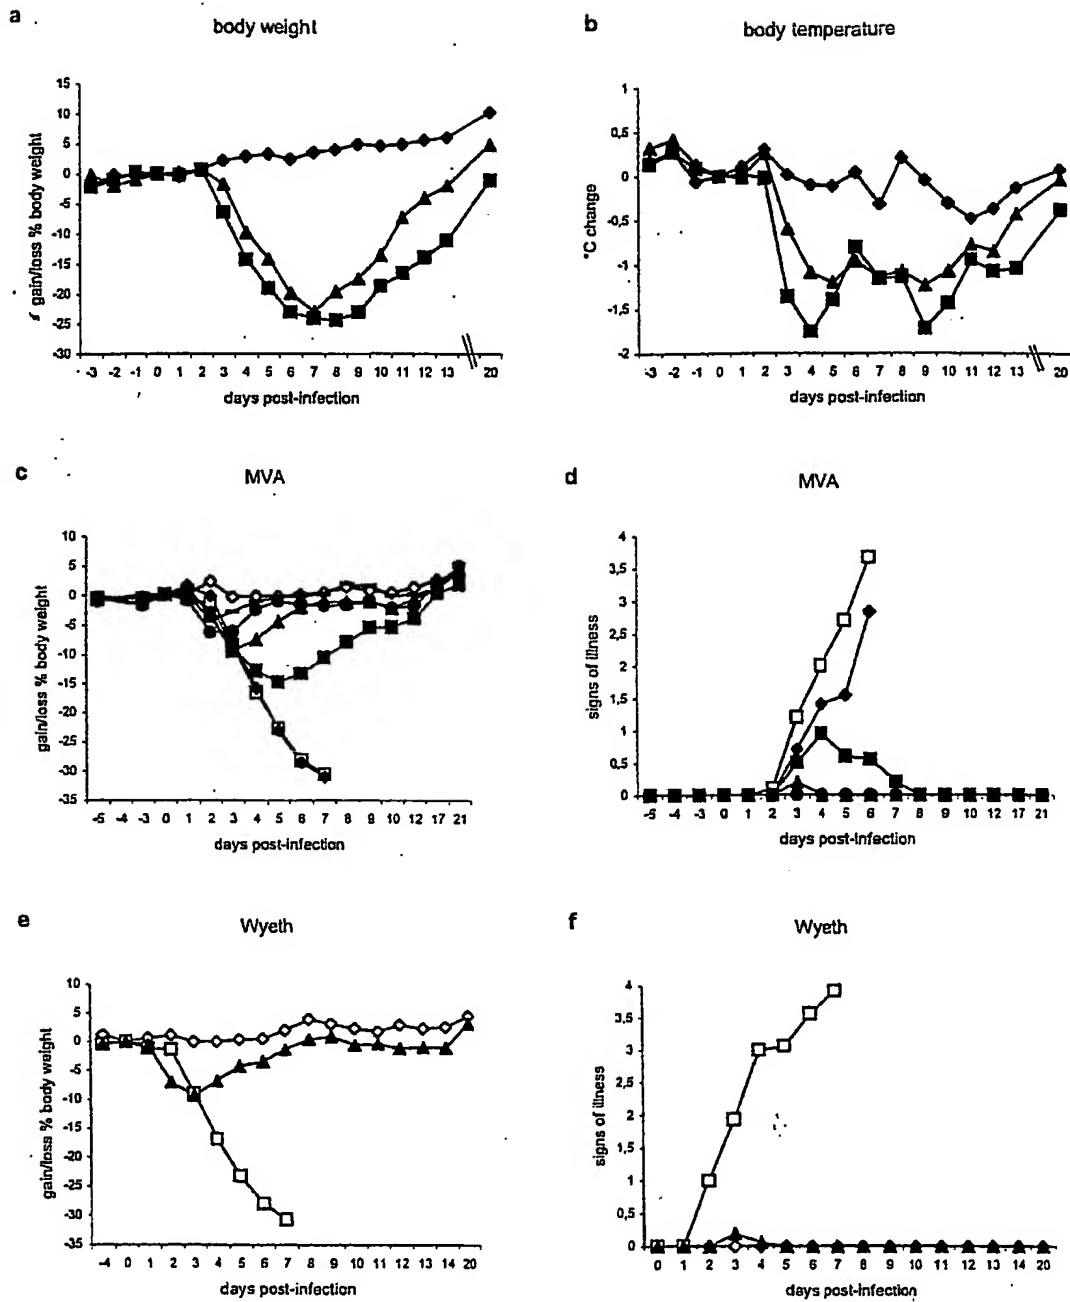 a
body weight
15
10
5
0
-5
-10
-15
-20
-25
-30
gain/loss % body weight
-3 -2 -1 0 1 2 3 4 5 6 7 8 9 10 11 12 13 20
days post-infection
b
body temperature
1
0,5
0
-0,5
-1
-1,5
-2
°C change
-3 -2 -1 0 1 2 3 4 5 6 7 8 9 10 11 12 13 20
days post-infection
c
MVA
10
5
0
-5
-10
-15
-20
-25
-30
-35
gain/loss % body weight
-5 -4 -3 0 1 2 3 4 5 6 7 8 9 10 12 17 21
days post-infection
d
MVA
4
3,5
3
2,5
2
1,5
1
0,5
0
signs of illness
-5 -4 -3 0 1 2 3 4 5 6 7 8 9 10 12 17 21
days post-infection
e
Wyeth
10
5
0
-5
-10
-15
-20
-25
-30
-35
gain/loss % body weight
-4 0 1 2 3 4 5 6 7 8 9 10 11 12 13 14 20
days post-infection
f
Wyeth
4
3,5
3
2,5
2
1,5
1
0,5
0
signs of illness
0 1 2 3 4 5 6 7 8 9 10 11 12 13 14 20
days post-infection